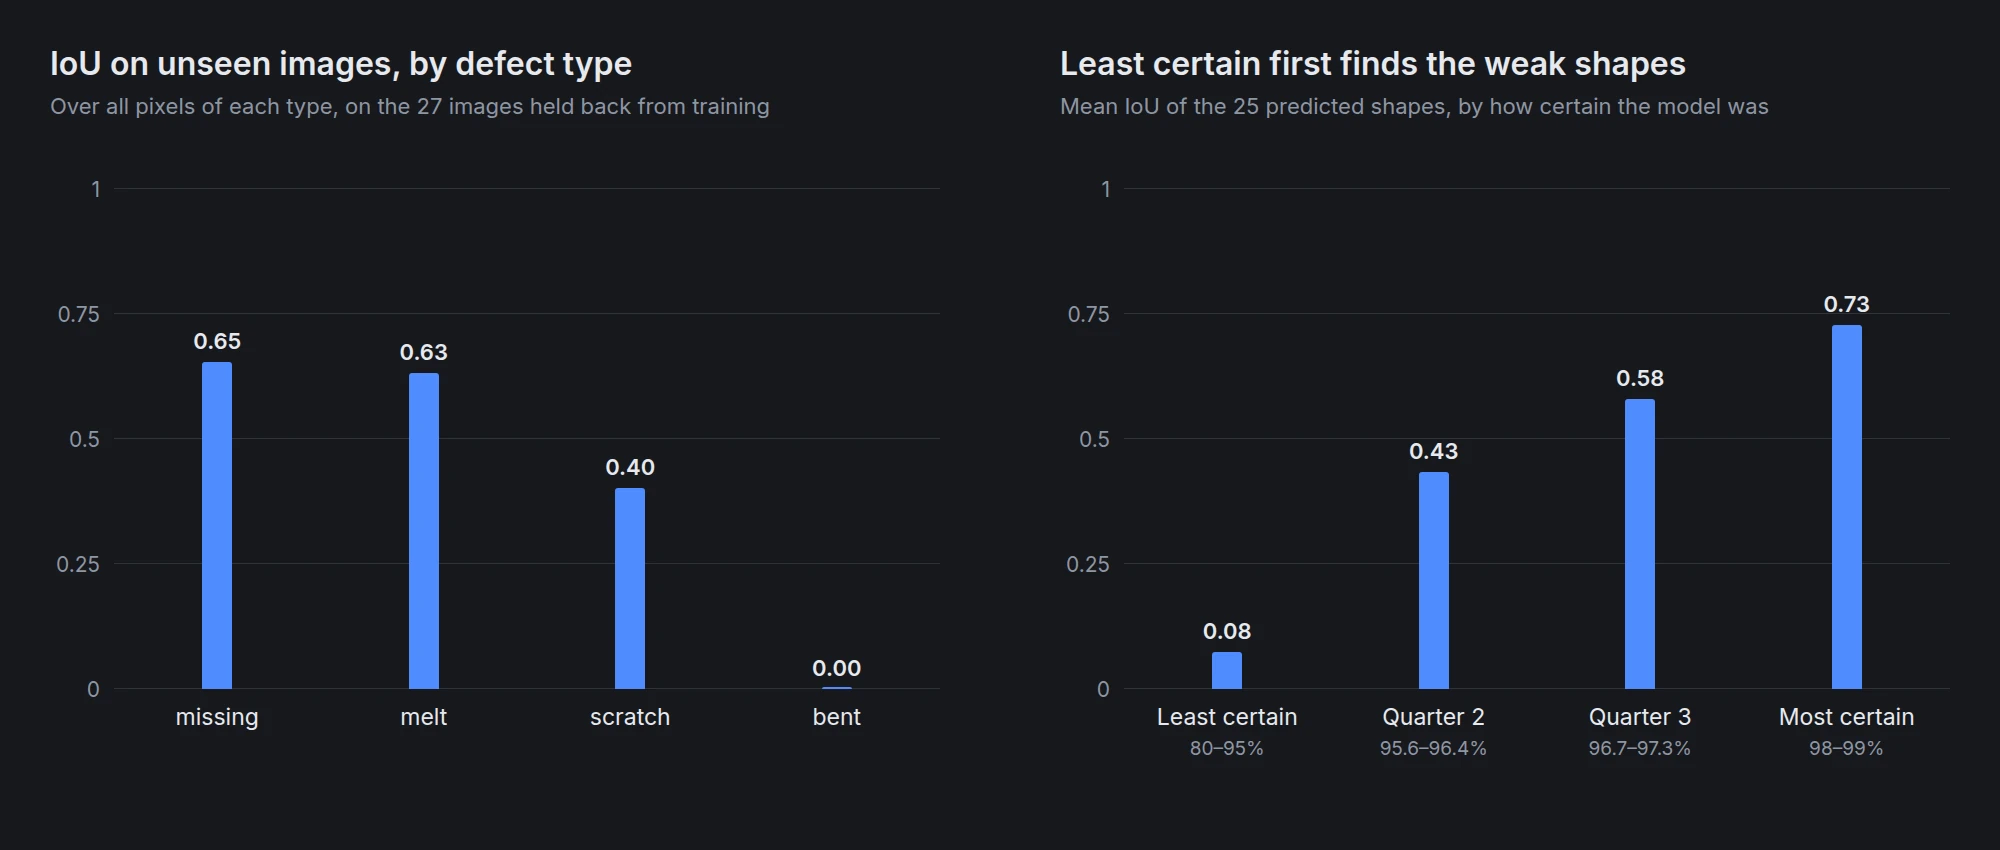 IoU on unseen images, by defect type
Over all pixels of each type, on the 27 images held back from training
1
0.75
0.5
0.25
0
0.65
0.63
0.40
0.00
missing
melt
scratch
bent
Least certain first finds the weak shapes
Mean IoU of the 25 predicted shapes, by how certain the model was
1
0.75
0.5
0.25
0
0.08
0.43
0.58
0.73
Least certain
Quarter 2
Quarter 3
Most certain
80–95%
95.6–96.4%
96.7–97.3%
98–99%